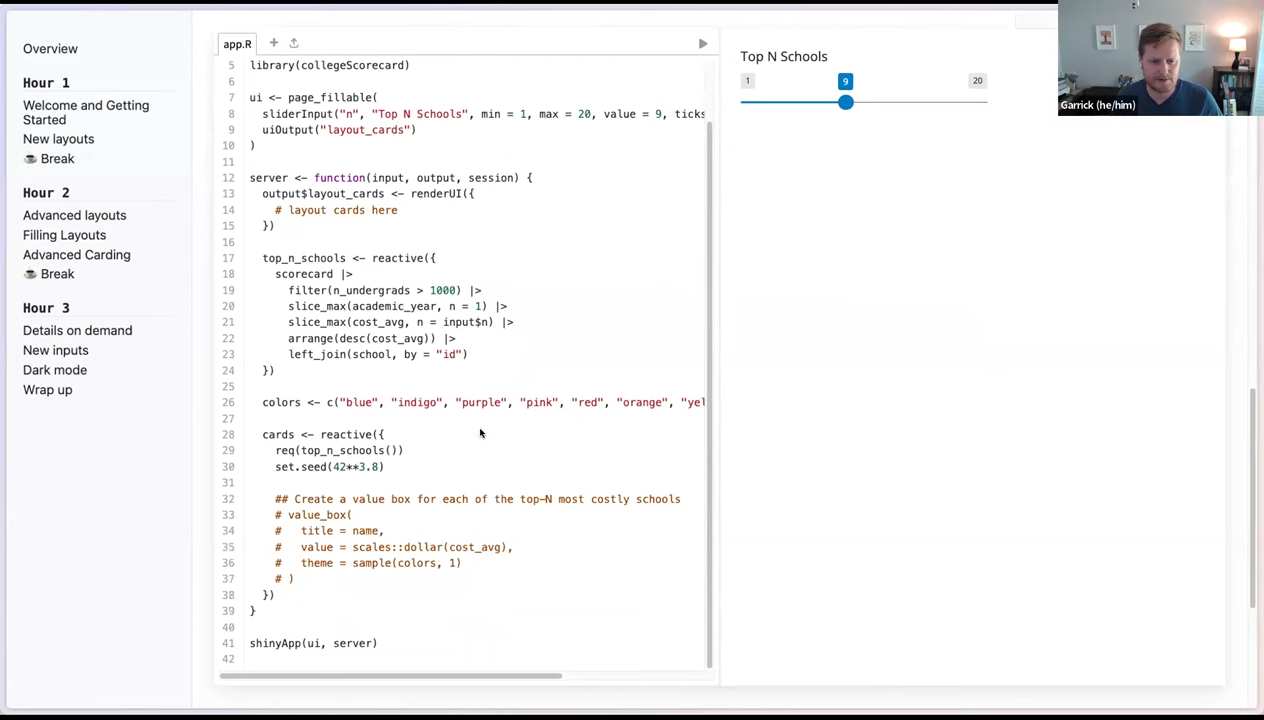 Overview
Hour 1
Welcome and Getting
Started
New layouts
☕ Break
Hour 2
Advanced layouts
Filling Layouts
Advanced Carding
☕ Break
Hour 3
Details on demand
New inputs
Dark mode
Wrap up
app.R
5 library(collegeScorecard)
6
7 ui <- page_fillable(
8   sliderInput("n", "Top N Schools", min = 1, max = 20, value = 9, ticks
9   uiOutput("layout_cards")
10 )
11
12 server <- function(input, output, session) {
13   output$layout_cards <- renderUI({
14     # layout cards here
15   })
16
17   top_n_schools <- reactive({
18     scorecard |>
19       filter(n_undergrads > 1000) |>
20       slice_max(academic_year, n = 1) |>
21       slice_max(cost_avg, n = input$n) |>
22       arrange(desc(cost_avg)) |>
23       left_join(school, by = "id")
24   })
25
26   colors <- c("blue", "indigo", "purple", "pink", "red", "orange", "yel
27
28   cards <- reactive({
29     req(top_n_schools())
30     set.seed(42**3.8)
31
32     ## Create a value box for each of the top-N most costly schools
33     # value_box(
34     #   title = name,
35     #   value = scales::dollar(cost_avg),
36     #   theme = sample(colors, 1)
37     # )
38   })
39 }
40
41 shinyApp(ui, server)
42
Top N Schools
1 9 20
Garrick (he/him)